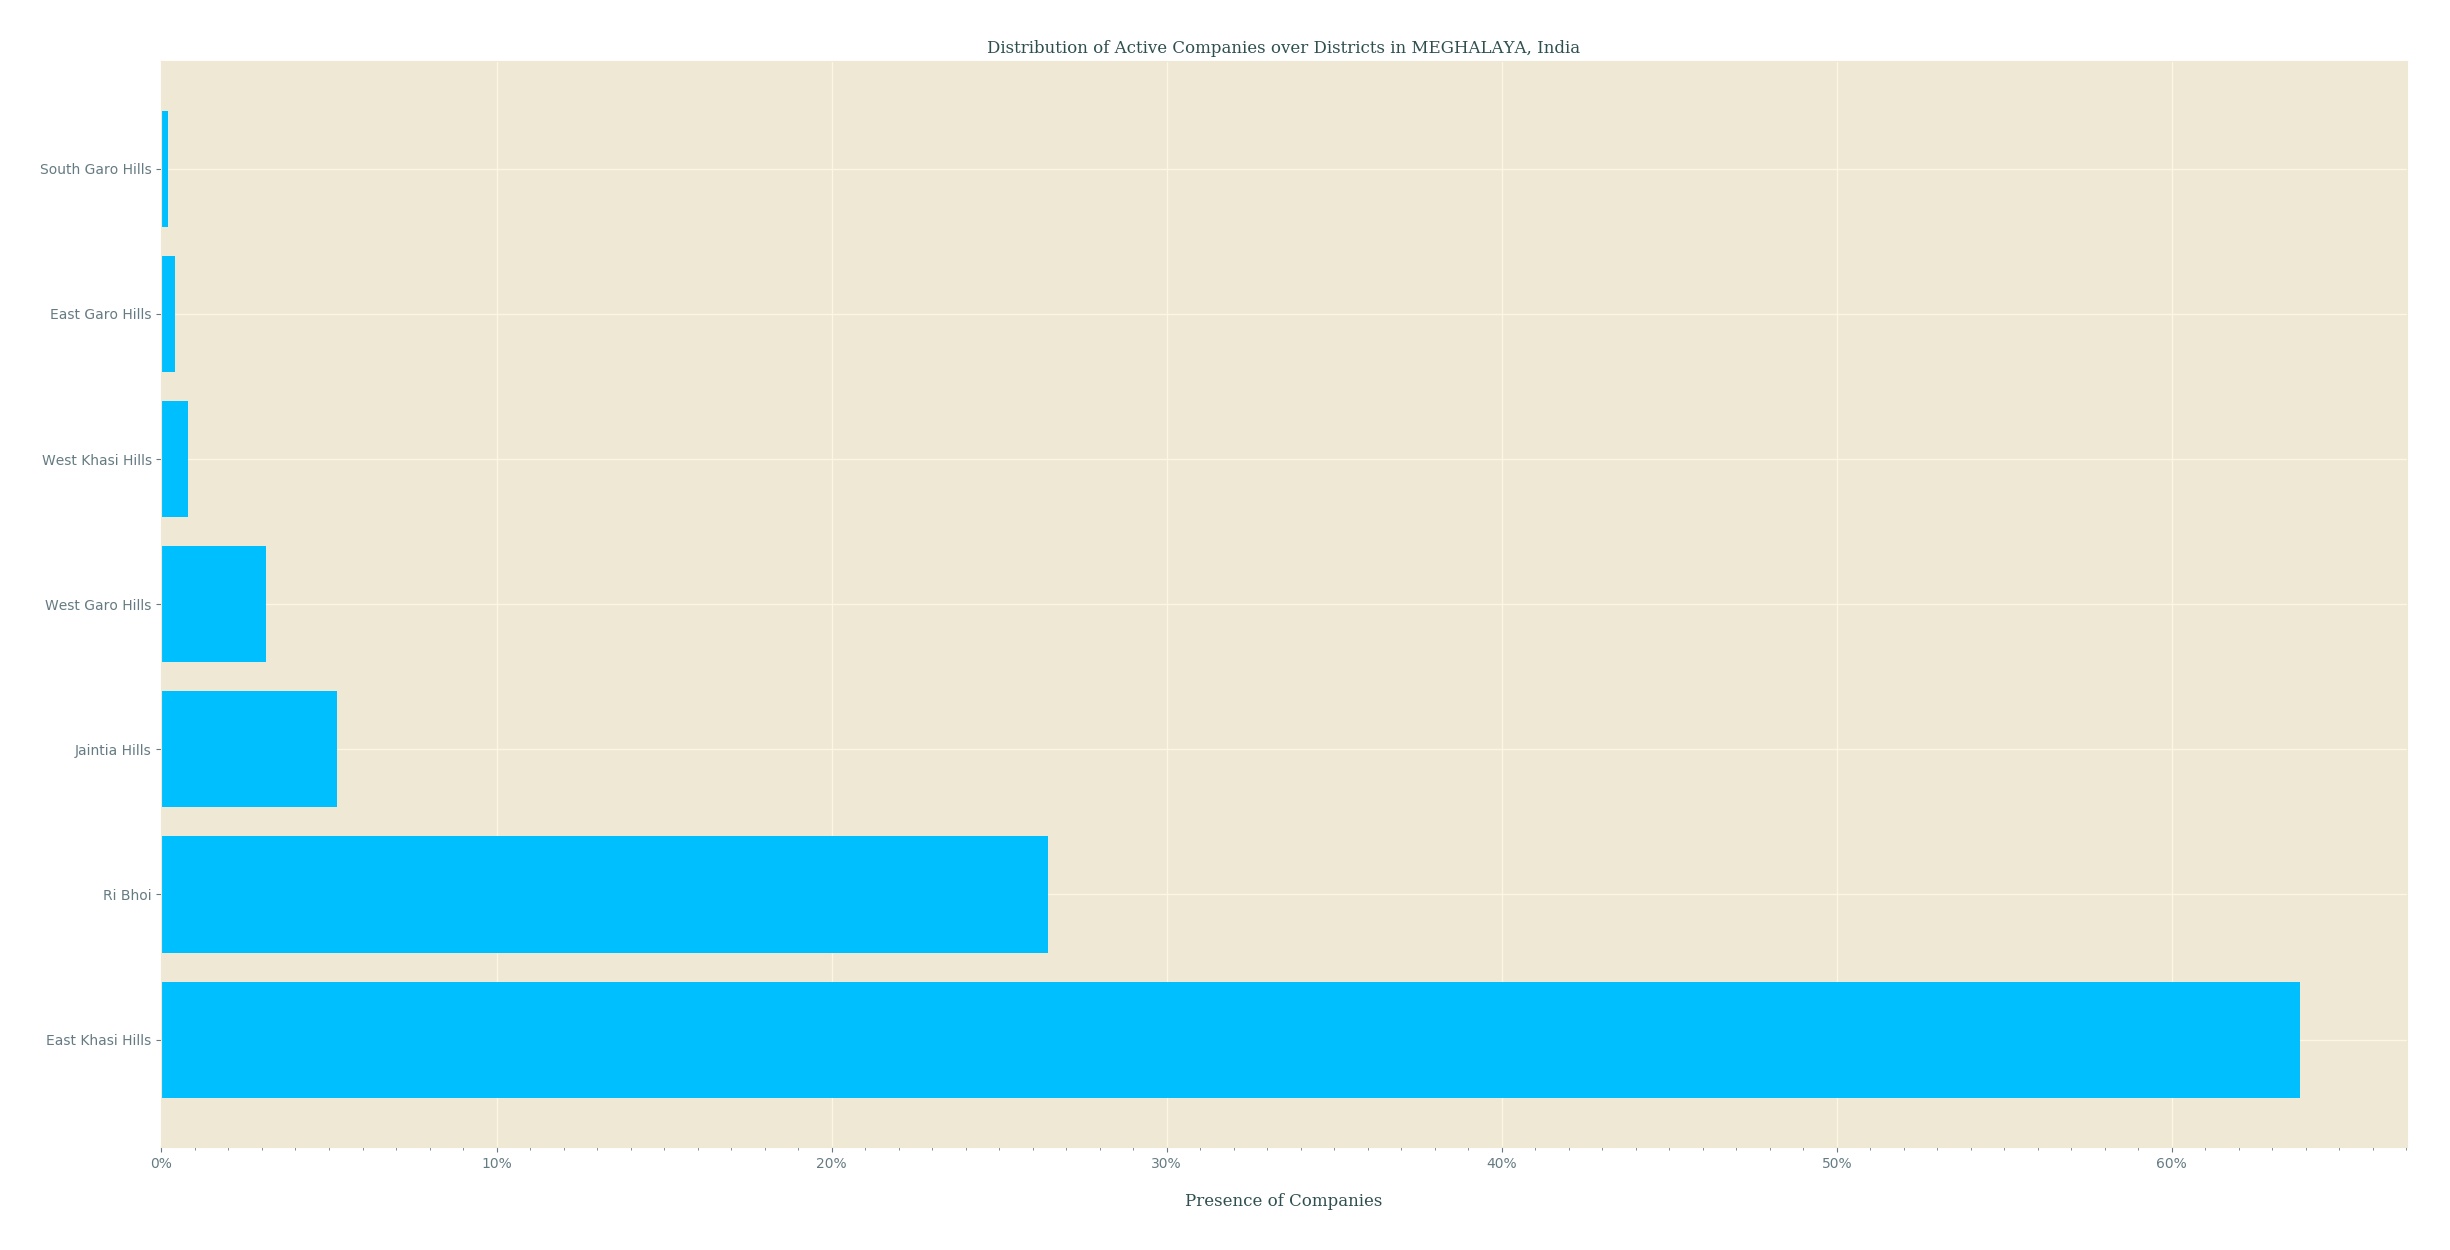 Distribution of Active Companies over Districts in MEGHALAYA, India
South Garo Hills
East Garo Hills
West Khasi Hills
West Garo Hills
Jaintia Hills
Ri Bhoi
East Khasi Hills
0% 10% 20% 30% 40% 50% 60%
Presence of Companies